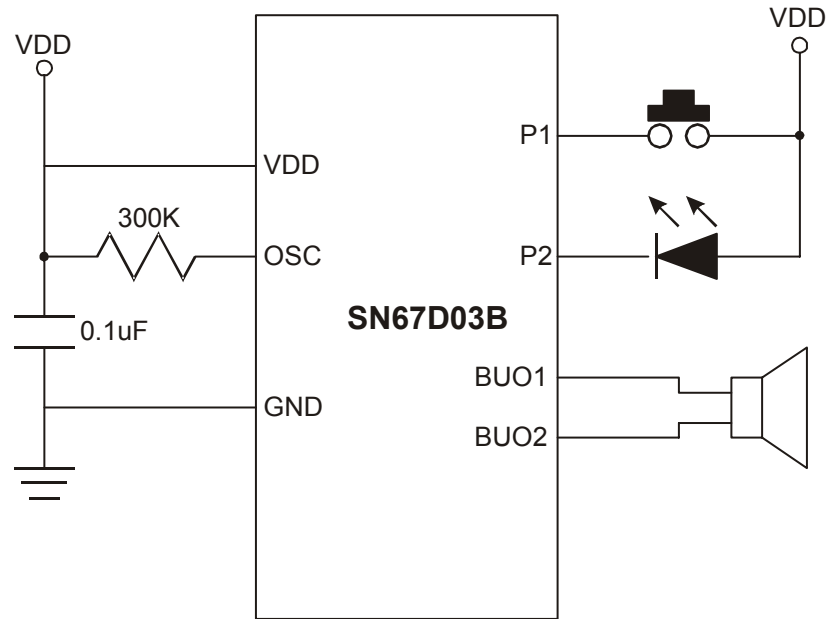 VDD
VDD
P1
VDD
300K
OSC
P2
SN67D03B
0.1uF
BUO1
GND
BUO2